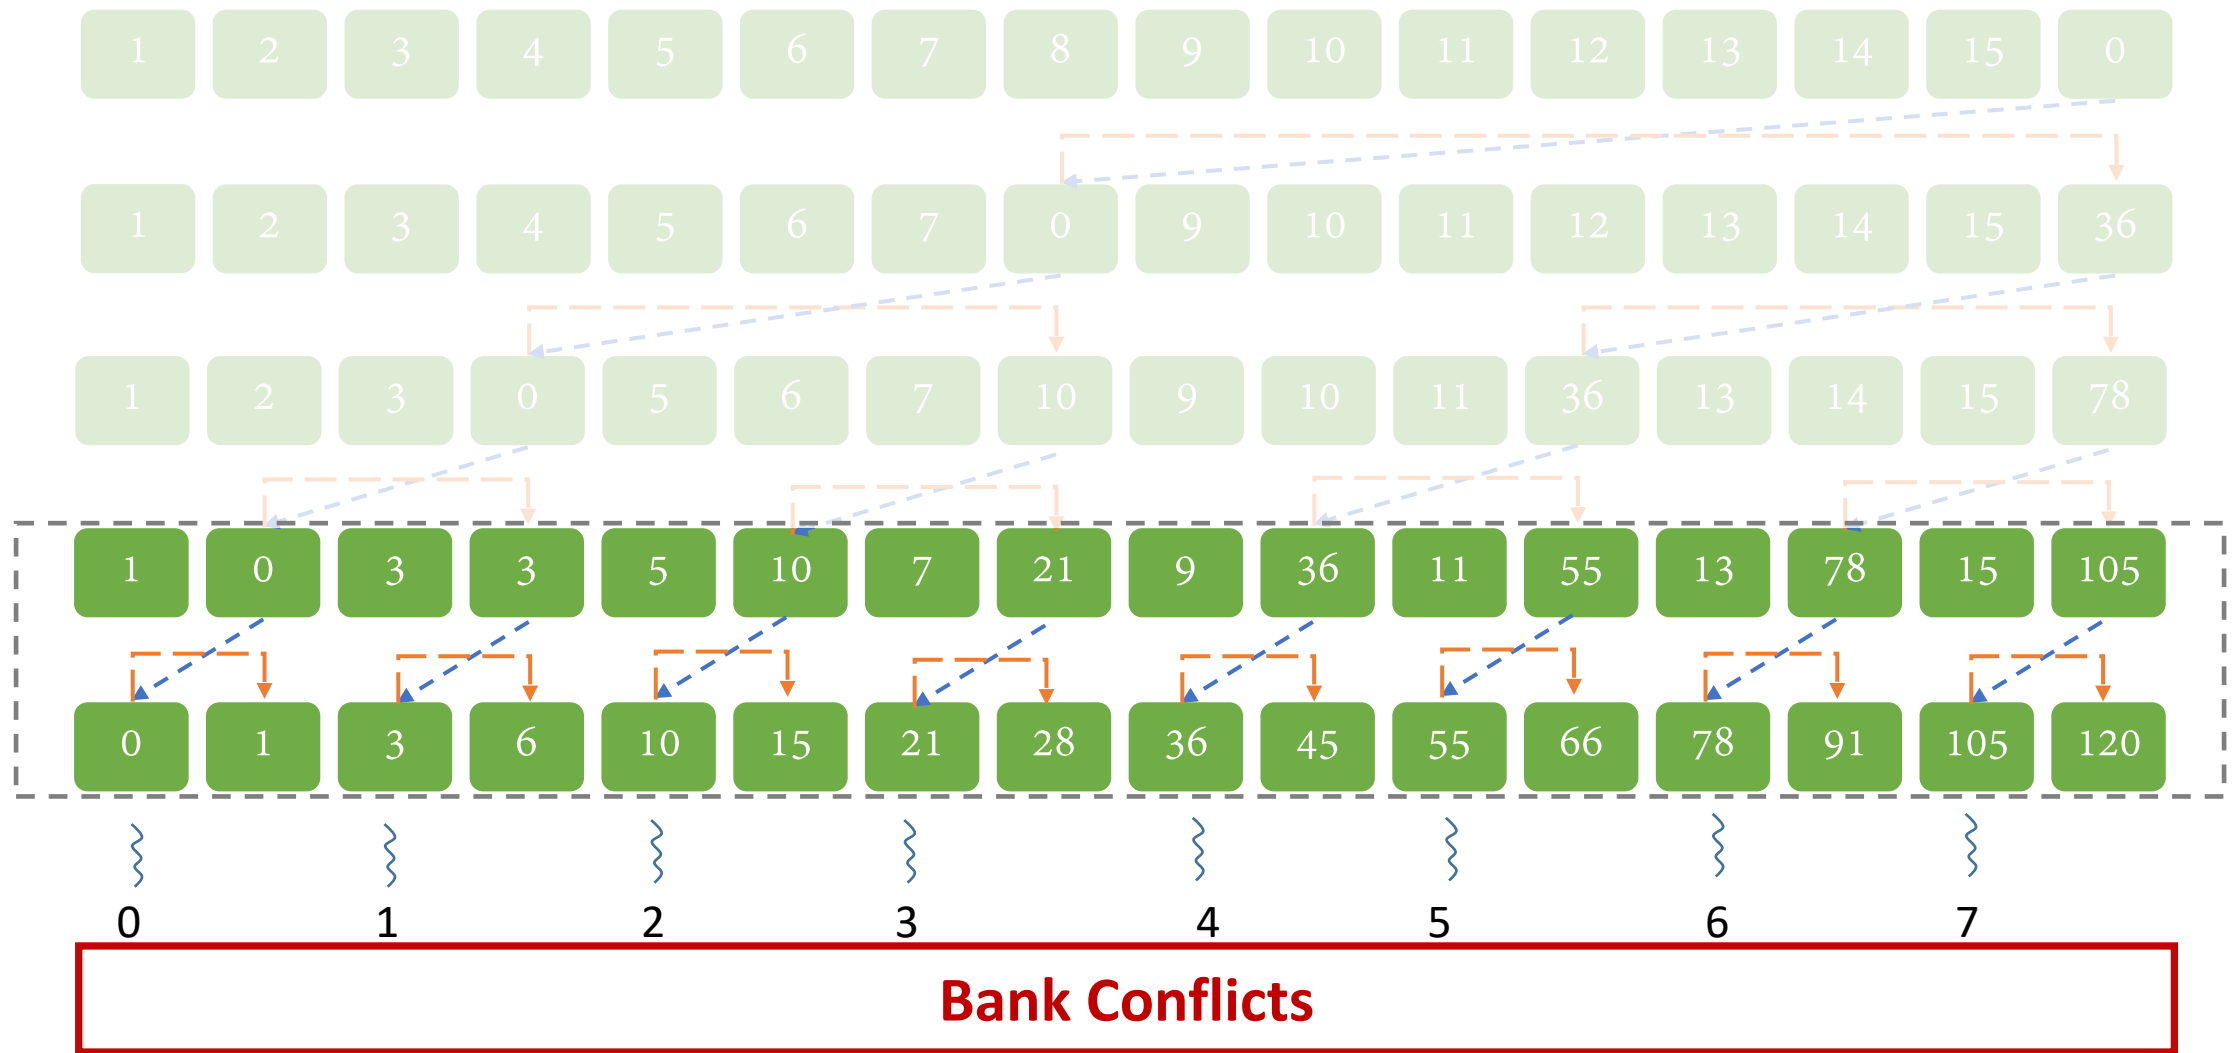 1 2 3 4 5 6 7 8 9 10 11 12 13 14 15 0
1 2 3 4 5 6 7 0 9 10 11 12 13 14 15 36
1 2 3 0 5 6 7 10 9 10 11 36 13 14 15 78
1 0 3 3 5 10 7 21 9 36 11 55 13 78 15 105
0 1 3 6 10 15 21 28 36 45 55 66 78 91 105 120
0 1 2 3 4 5 6 7
Bank Conflicts